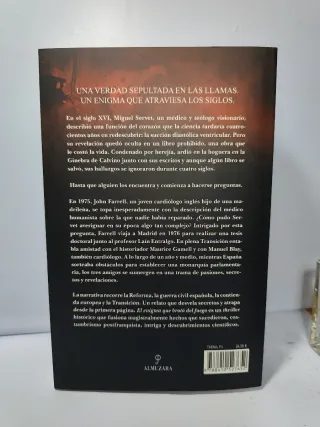 UNA VERDAD SEPULTADA EN LAS LLAMAS.
UN ENIGMA QUE ATRAVIESA LOS SIGLOS.
En el siglo XVI, Miguel Servet, un médico y teólogo visionario,
describió una función del corazón que la ciencia tardaría cuatro-
cientos años en redescubrir: la succión diastólica ventricular. Pero
su revelación quedó oculta en un libro prohibido, una obra que
le costó la vida. Condenado por herejía, ardió en la hoguera en la
Ginebra de Calvino junto con sus escritos y aunque algún libro se
salvó, sus hallazgos se ignoraron durante cuatro siglos.
Hasta que alguien los encuentra y comienza a hacerse preguntas.
En 1975, John Farrell, un joven cardiólogo inglés hijo de una ma-
drileña, se topa inesperadamente con la descripción del médico
humanista sobre la que nadie había reparado. ¿Cómo pudo Ser-
vet averiguar en su época algo tan complejo? Intrigado por esta
pregunta, Farrell viaja a Madrid en 1976 para realizar una tesis
doctoral junto al profesor Laín Entralgo. En plena Transición enta-
bla amistad con el historiador Maurice Gamell y con Manuel Blay,
también cardiólogo. A lo largo de un año y medio, mientras España
sorteaba obstáculos para establecer una monarquía parlamenta-
ria, los tres amigos se sumergen en una trama de pasiones, secre-
tos y revelaciones.
La narrativa recorre la Reforma, la guerra civil española, la contien-
da europea y la Transición. Un relato que desvela secretos y atrapa
desde la primera página. El enigma que brotó del fuego es un thriller
histórico que fusiona magistralmente hechos que sucedieron, cos-
tumbrismo posfranquista, intriga y descubrimientos científicos.
ALMUZARA